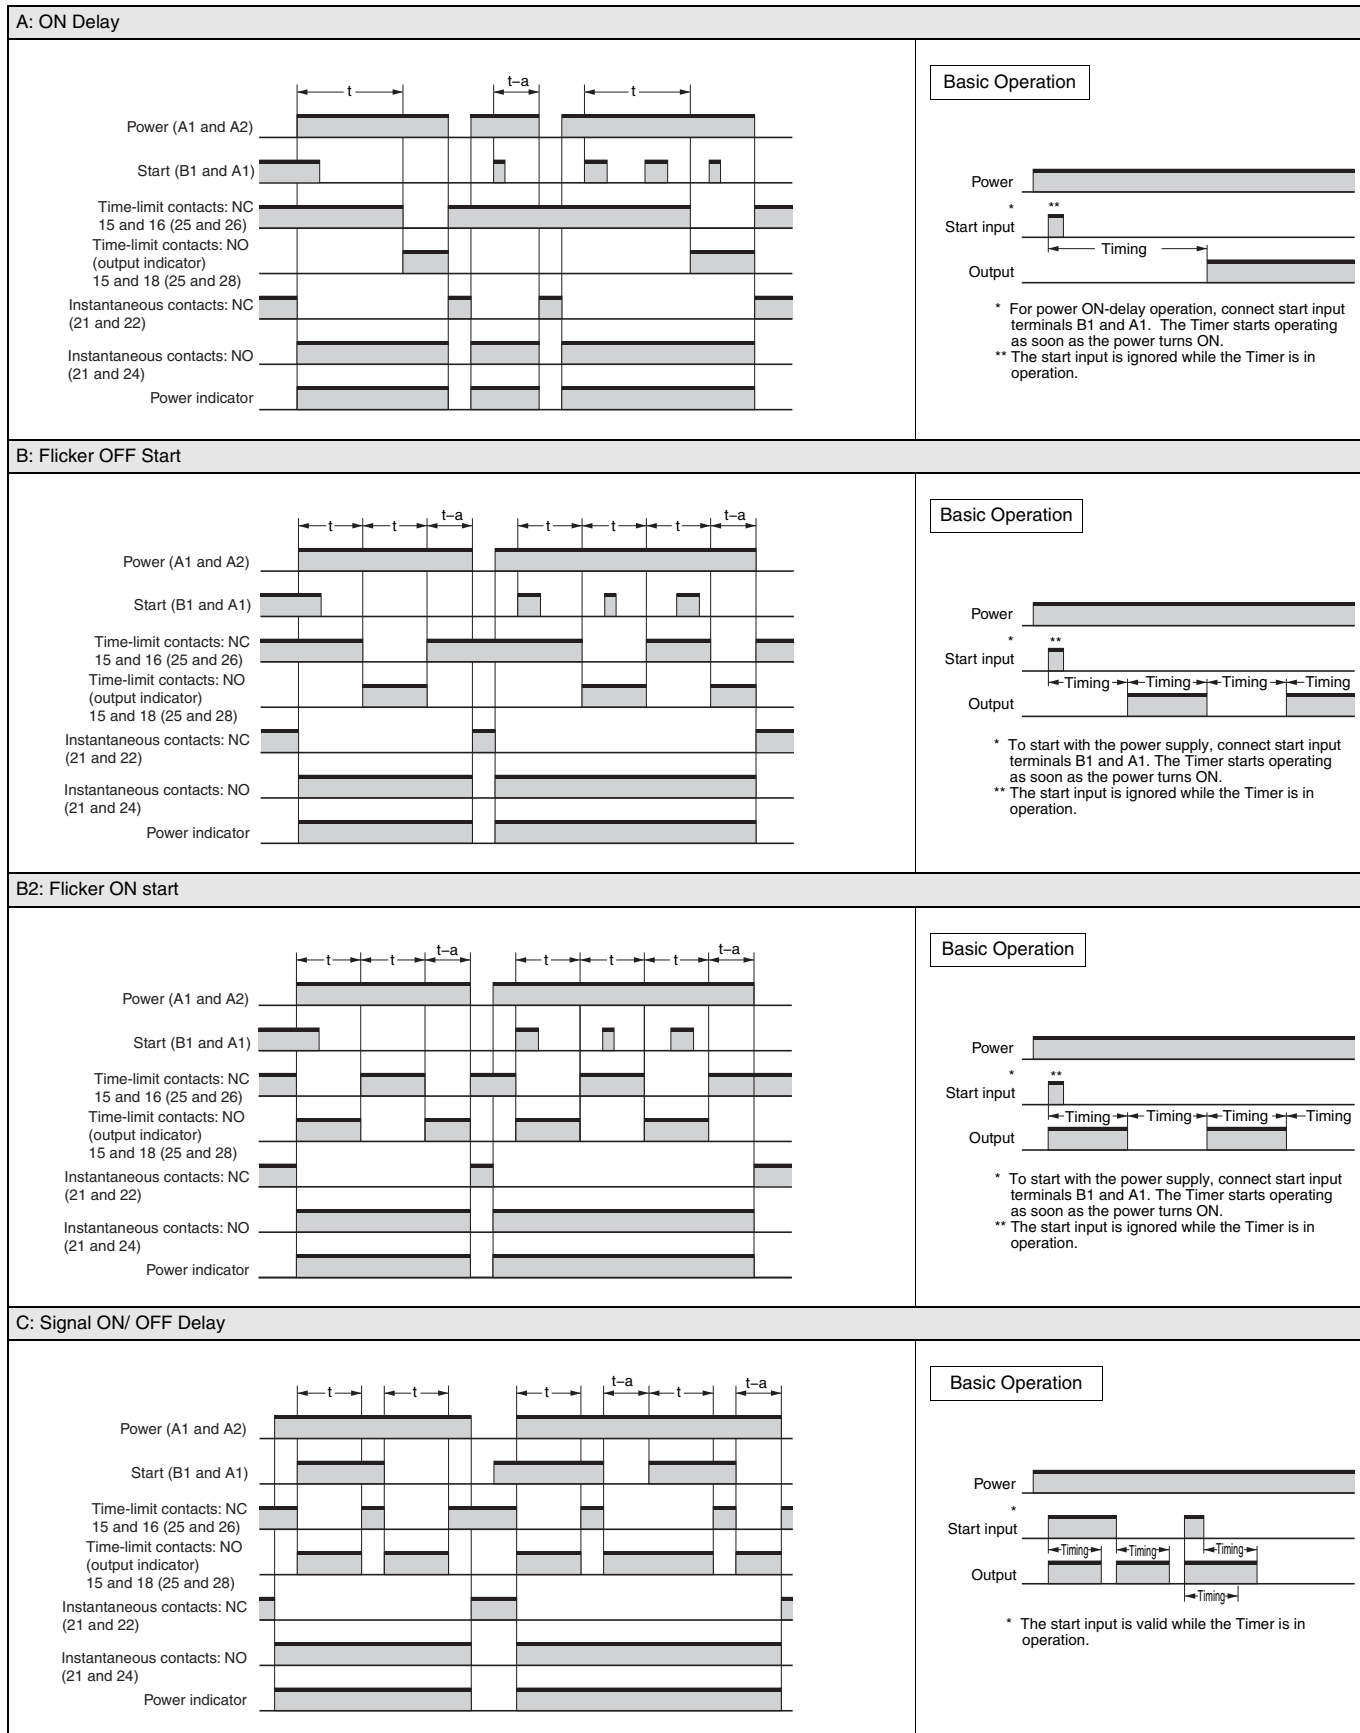 A: ON Delay
t
t–a
t
Power (A1 and A2)
Start (B1 and A1)
Time-limit contacts: NC
15 and 16 (25 and 26)
Time-limit contacts: NO
(output indicator)
15 and 18 (25 and 28)
Instantaneous contacts: NC
(21 and 22)
Instantaneous contacts: NO
(21 and 24)
Power indicator
Basic Operation
Power
*
**
Start input
Timing
Output
* For power ON-delay operation, connect start input
terminals B1 and A1. The Timer starts operating
as soon as the power turns ON.
** The start input is ignored while the Timer is in
operation.
B: Flicker OFF Start
t
t
t–a
t
t
t
t–a
Power (A1 and A2)
Start (B1 and A1)
Time-limit contacts: NC
15 and 16 (25 and 26)
Time-limit contacts: NO
(output indicator)
15 and 18 (25 and 28)
Instantaneous contacts: NC
(21 and 22)
Instantaneous contacts: NO
(21 and 24)
Power indicator
Basic Operation
Power
*
**
Start input
Timing Timing Timing Timing
Output
* To start with the power supply, connect start input
terminals B1 and A1. The Timer starts operating
as soon as the power turns ON.
** The start input is ignored while the Timer is in
operation.
B2: Flicker ON start
t
t
t–a
t
t
t
t–a
Power (A1 and A2)
Start (B1 and A1)
Time-limit contacts: NC
15 and 16 (25 and 26)
Time-limit contacts: NO
(output indicator)
15 and 18 (25 and 28)
Instantaneous contacts: NC
(21 and 22)
Instantaneous contacts: NO
(21 and 24)
Power indicator
Basic Operation
Power
*
**
Start input
Timing Timing Timing Timing
Output
* To start with the power supply, connect start input
terminals B1 and A1. The Timer starts operating
as soon as the power turns ON.
** The start input is ignored while the Timer is in
operation.
C: Signal ON/ OFF Delay
t
t
t
t–a
t
t–a
Power (A1 and A2)
Start (B1 and A1)
Time-limit contacts: NC
15 and 16 (25 and 26)
Time-limit contacts: NO
(output indicator)
15 and 18 (25 and 28)
Instantaneous contacts: NC
(21 and 22)
Instantaneous contacts: NO
(21 and 24)
Power indicator
Basic Operation
Power
*
Start input
Timing Timing Timing
Output
Timing
* The start input is valid while the Timer is in
operation.